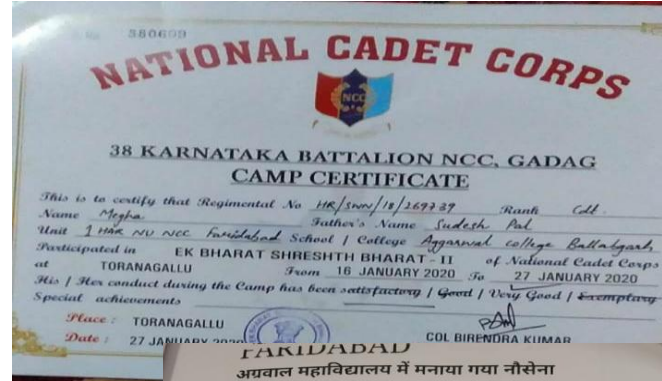 380699
NATIONAL CADET CORPS
NCC
38 KARNATAKA BATTALION NCC, GADAG
CAMP CERTIFICATE
This is to certify that Regimental No HR/SWN/18/269739 Rank Cdt.
Name Megha Father's Name Sudesh Pal
Unit 1 HAR NU NCC Faridabad School / College Aggarwal college Ballabgarh
Participated in EK BHARAT SHRESHTH BHARAT - II of National Cadet Corps
at TORANAGALLU From 16 JANUARY 2020 To 27 JANUARY 2020
His / Her conduct during the Camp has been satisfactory / Good / Very Good / Exemplary
Special achievements
Place : TORANAGALLU
Date : 27 JANUARY 2020 COL BIRENDRA KUMAR
FARIDABAD
अग्रवाल महाविद्यालय में मनाया गया नौसेना